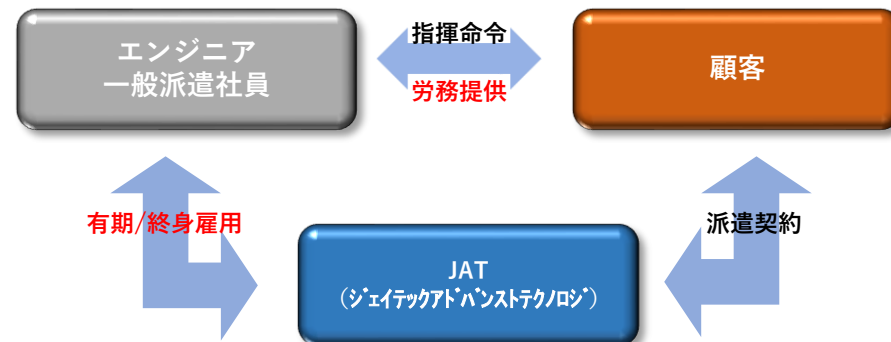 エンジニア
一般派遣社員
指揮命令
労務提供
顧客
有期/終身雇用
派遣契約
JAT
(ｼﾞｪｲﾃｯｸｱﾄﾞﾊﾞﾝｽﾄﾃｸﾉﾛｼﾞ)